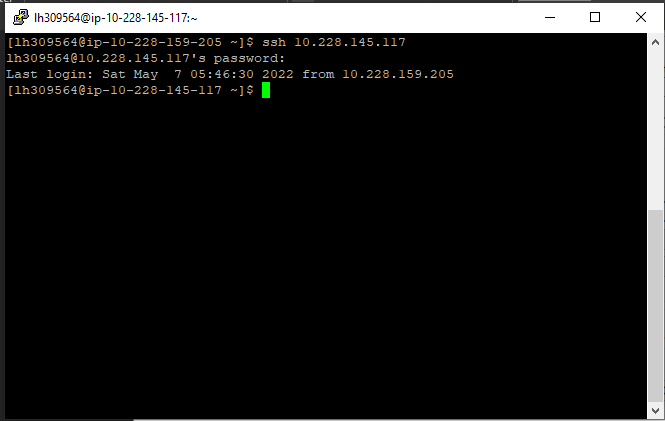 lh309564@ip-10-228-145-117:~
[lh309564@ip-10-228-159-205 ~]$ ssh 10.228.145.117
lh309564@10.228.145.117's password:
Last login: Sat May  7 05:46:30 2022 from 10.228.159.205
[lh309564@ip-10-228-145-117 ~]$